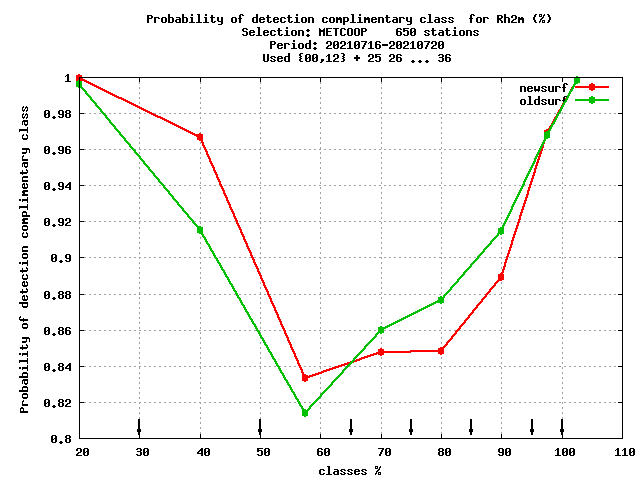 Probability of detection complimentary class  for Rh2m (%)
Selection: METCOOP    650 stations
Period: 20210716-20210720
Used {00,12} + 25 26 ... 36
newsurf
oldsurf
Probability of detection complimentary class
1
0.98
0.96
0.94
0.92
0.9
0.88
0.86
0.84
0.82
0.8
20 30 40 50 60 70 80 90 100 110
classes %